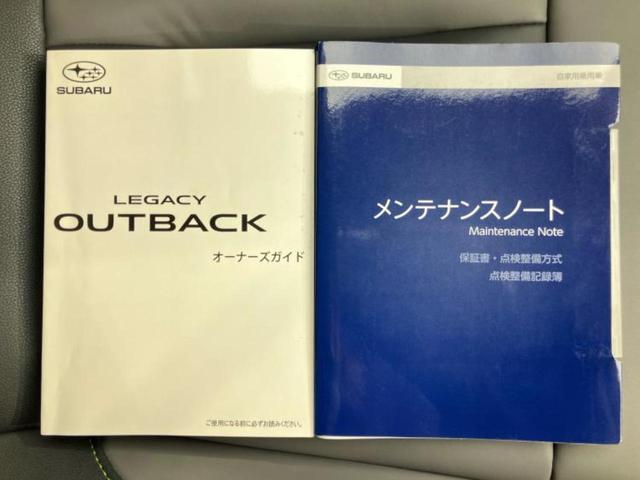 SUBARU
LEGACY
OUTBACK
オーナーズガイド
ご使用になる前に必ずお読みください。
SUBARU
自家用乗用車
メンテナンスノート
Maintenance Note
保証書・点検整備方式
点検整備記録簿